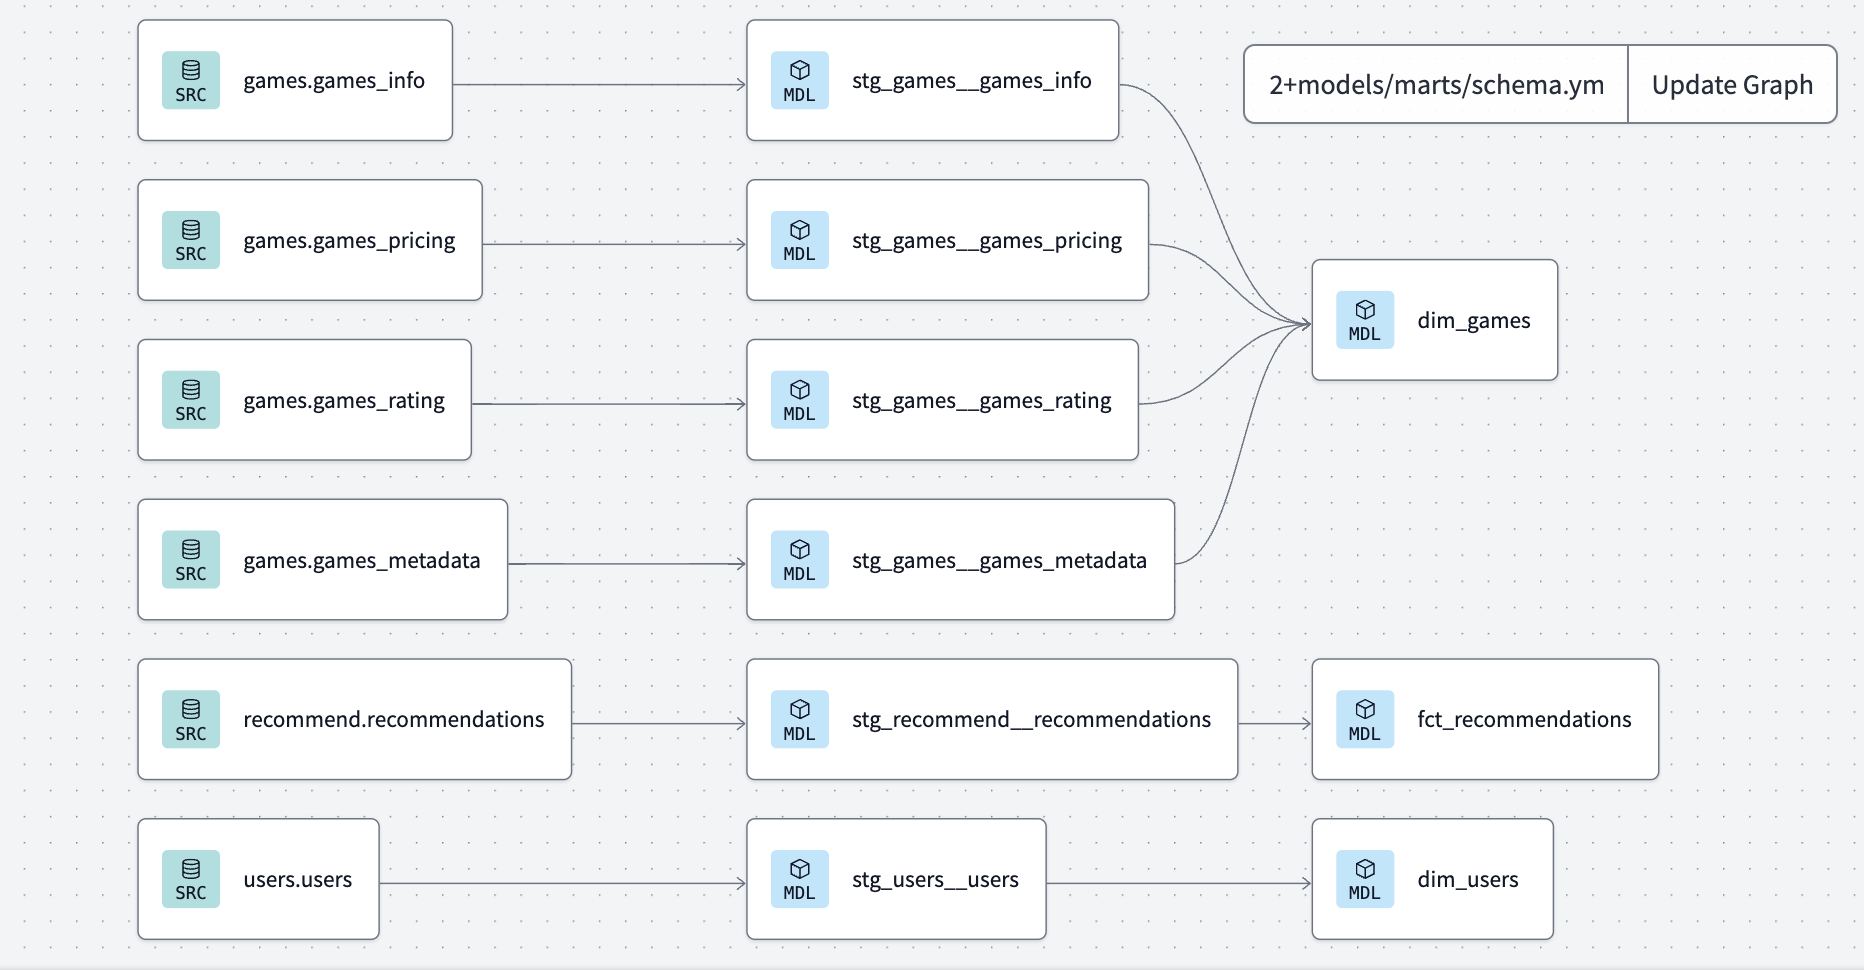 SRC
games.games_info
MDL
stg_games__games_info
2+models/marts/schema.ym
Update Graph
SRC
games.games_pricing
MDL
stg_games__games_pricing
MDL
dim_games
SRC
games.games_rating
MDL
stg_games__games_rating
SRC
games.games_metadata
MDL
stg_games__games_metadata
SRC
recommend.recommendations
MDL
stg_recommend__recommendations
MDL
fct_recommendations
SRC
users.users
MDL
stg_users__users
MDL
dim_users